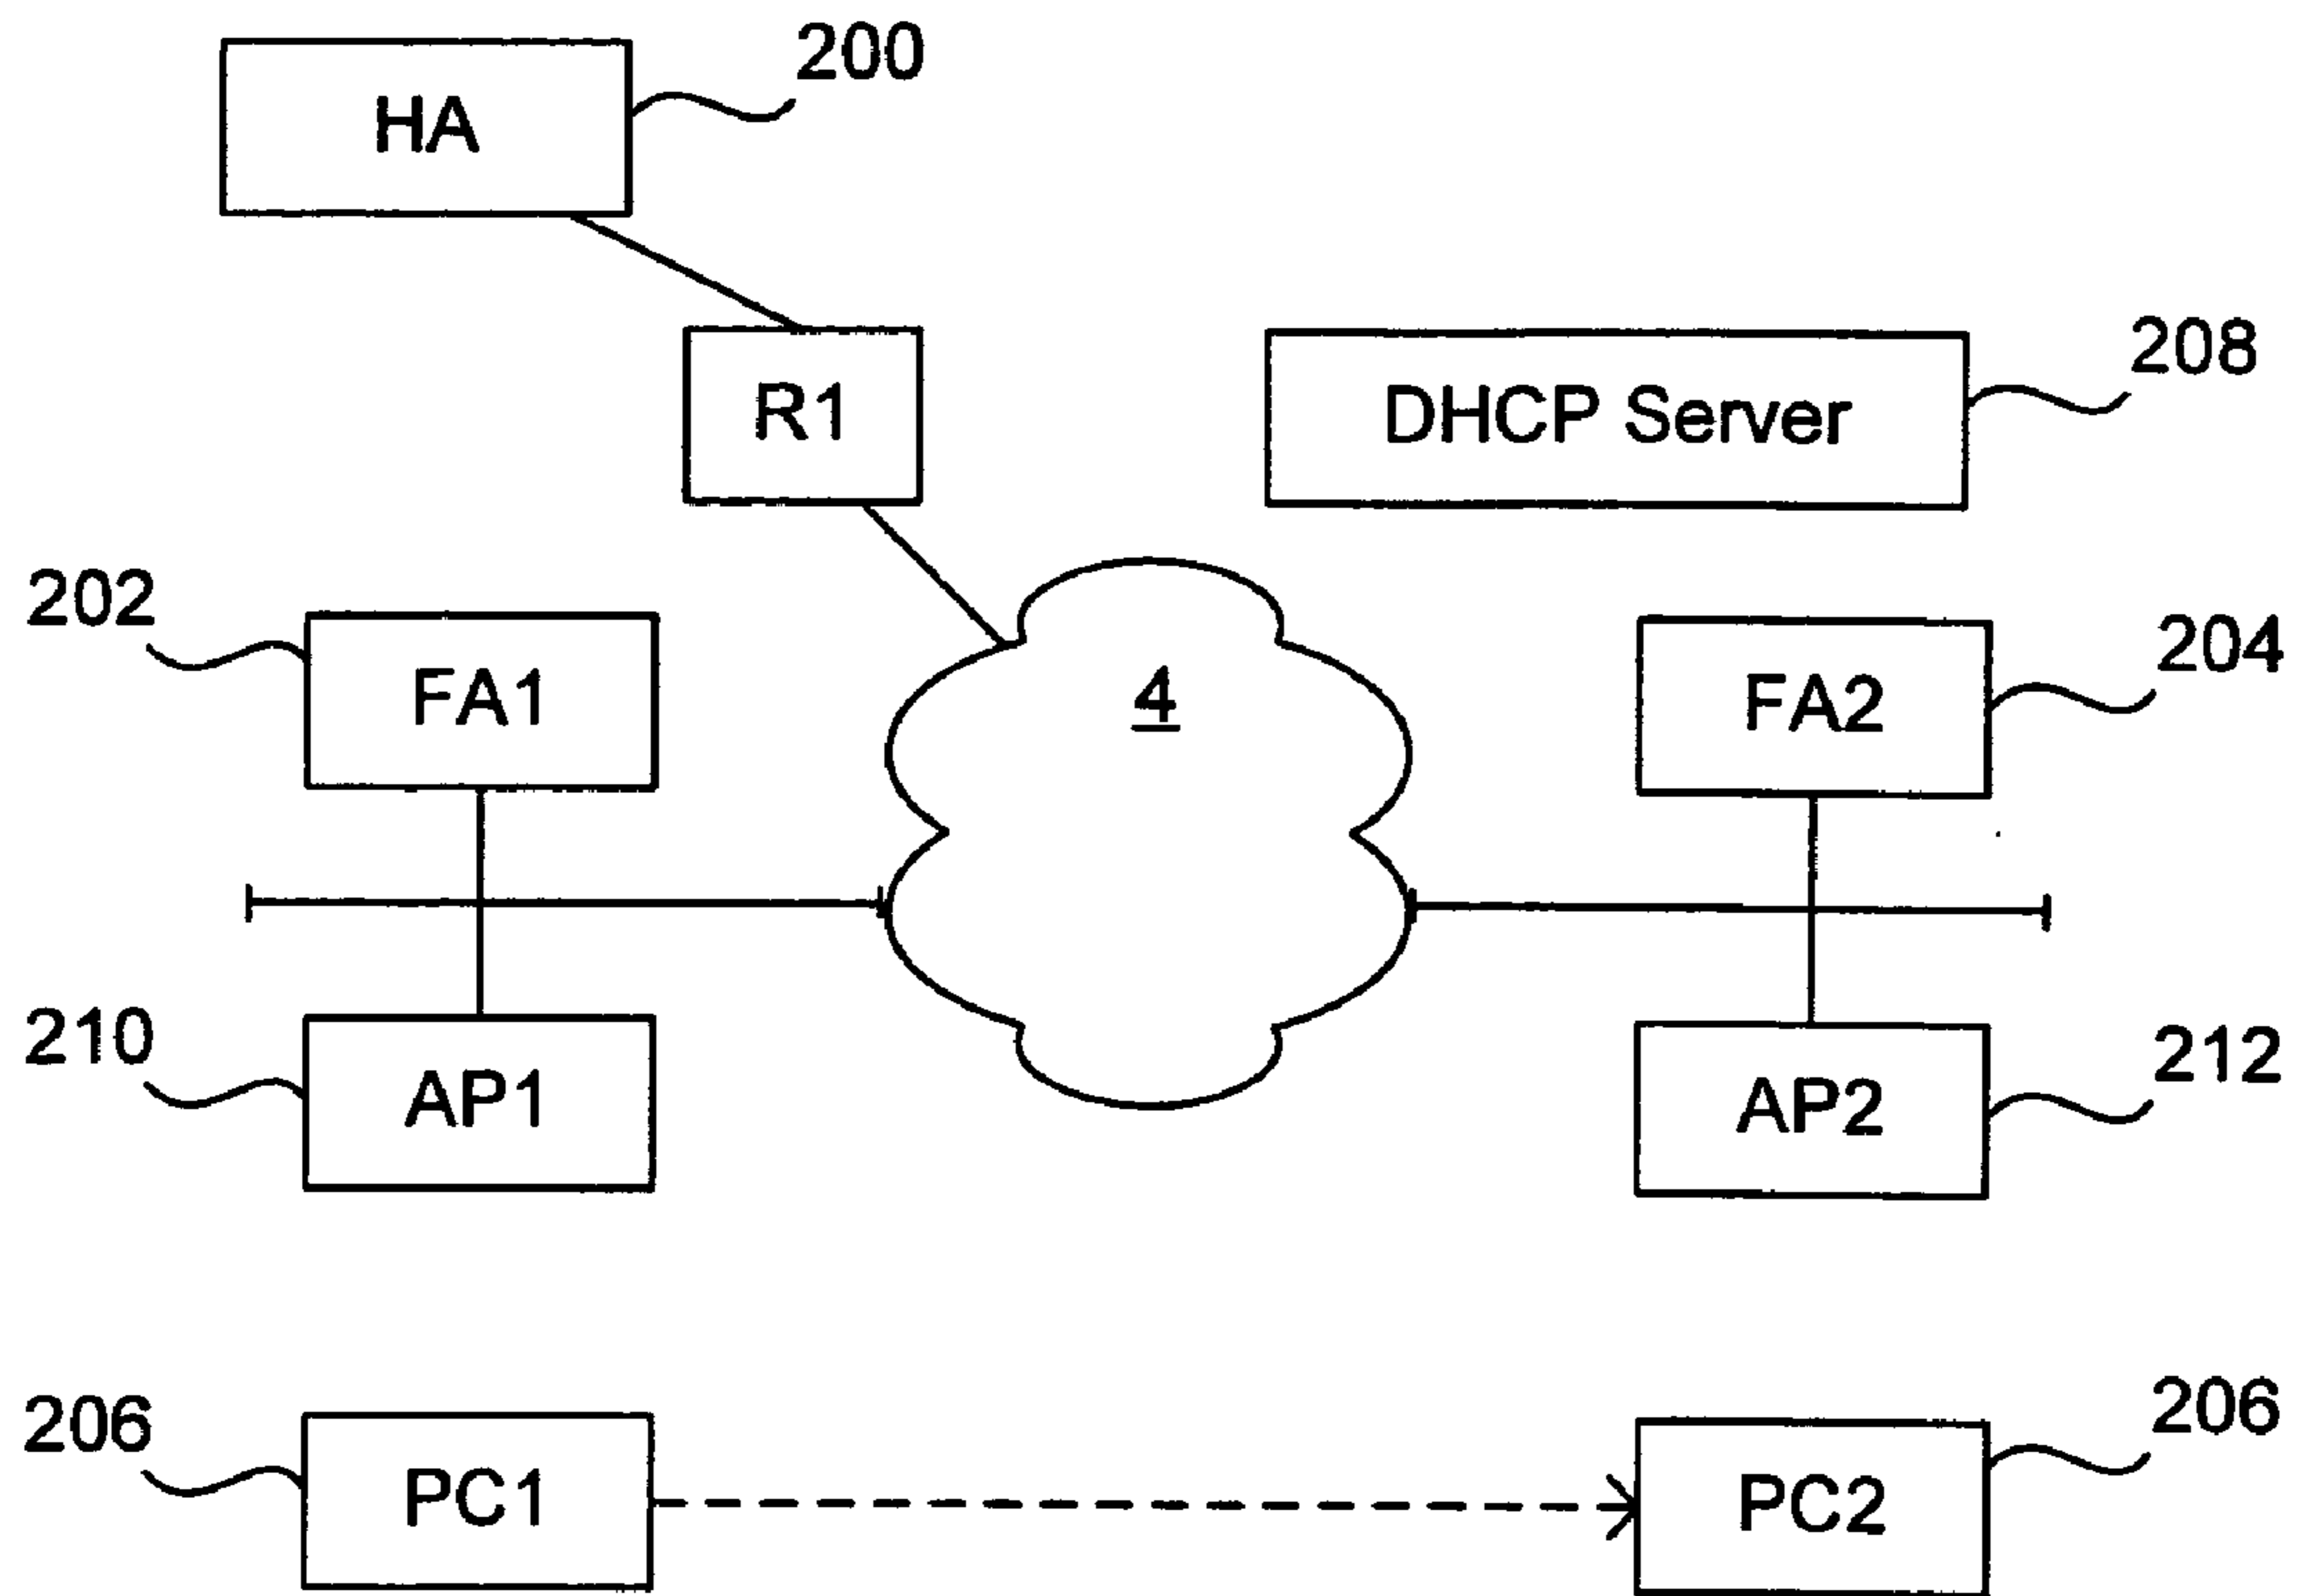 200
HA
R1
208
DHCP Server
202
FA1
4
204
FA2
210
AP1
212
AP2
206
PC1
206
PC2